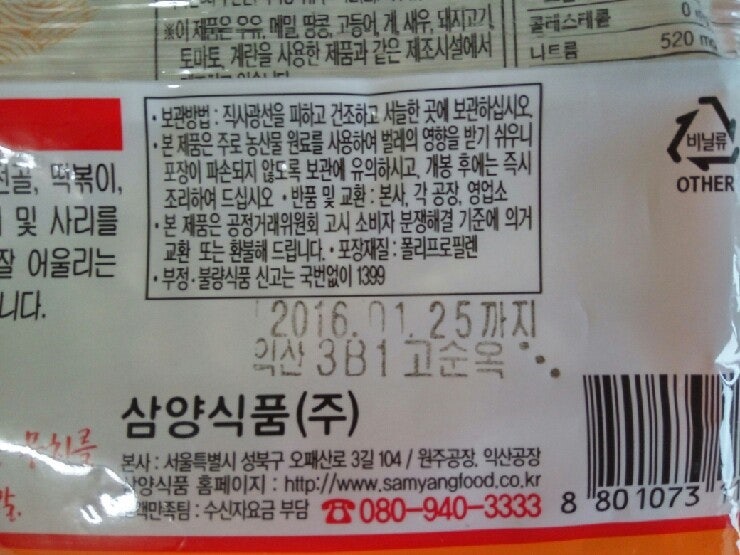 ※이 제품은 우유, 메밀, 땅콩, 고등어, 게, 새우, 돼지고기,
토마토, 계란을 사용한 제품과 같은 제조시설에서
콜레스테롤 0
나트륨 520
• 보관방법 : 직사광선을 피하고 건조하고 서늘한 곳에 보관하십시오.
• 본 제품은 주로 농산물 원료를 사용하여 벌레의 영향을 받기 쉬우니
포장이 파손되지 않도록 보관에 유의하시고, 개봉 후에는 즉시
조리하여 드십시오 • 반품 및 교환 : 본사, 각 공장, 영업소
• 본 제품은 공정거래위원회 고시 소비자 분쟁해결 기준에 의거
교환 또는 환불해 드립니다. • 포장재질 : 폴리프로필렌
• 부정·불량식품 신고는 국번없이 1399
비닐류
OTHER
전골, 떡볶이,
및 사리를
잘 어울리는
니다.
2016.01.25까지
익산 3B1 고순옥
삼양식품(주)
본사 : 서울특별시 성북구 오패산로 3길 104 / 원주공장, 익산공장
삼양식품 홈페이지 : http://www.samyangfood.co.kr
고객만족팀 : 수신자요금 부담 ☎080-940-3333
8 801073